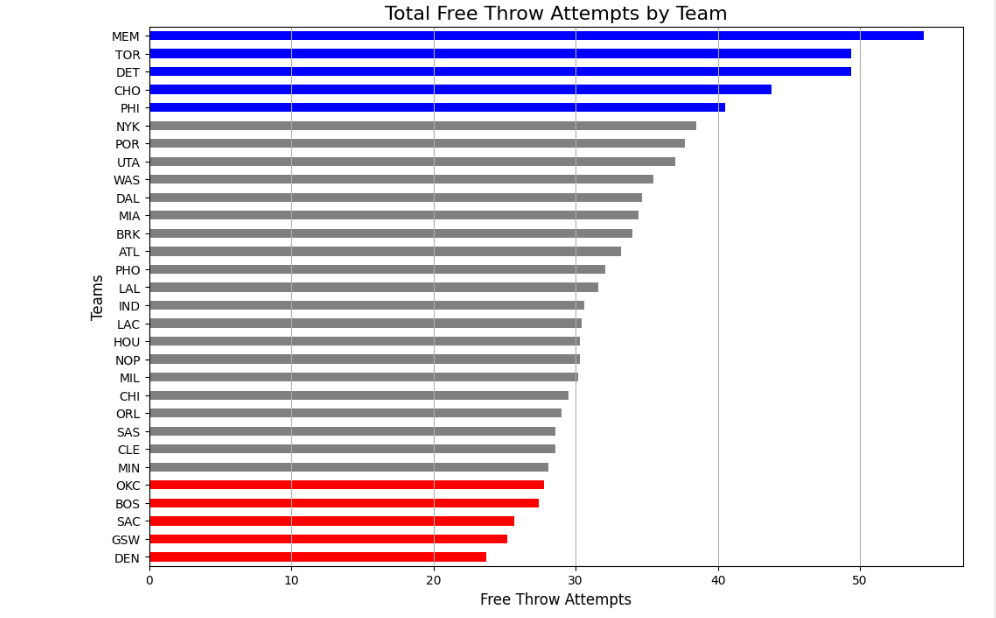 Total Free Throw Attempts by Team
MEM
TOR
DET
CHO
PHI
NYK
POR
UTA
WAS
DAL
MIA
BRK
ATL
PHO
LAL
IND
LAC
HOU
NOP
MIL
CHI
ORL
SAS
CLE
MIN
OKC
BOS
SAC
GSW
DEN
Teams
0 10 20 30 40 50
Free Throw Attempts